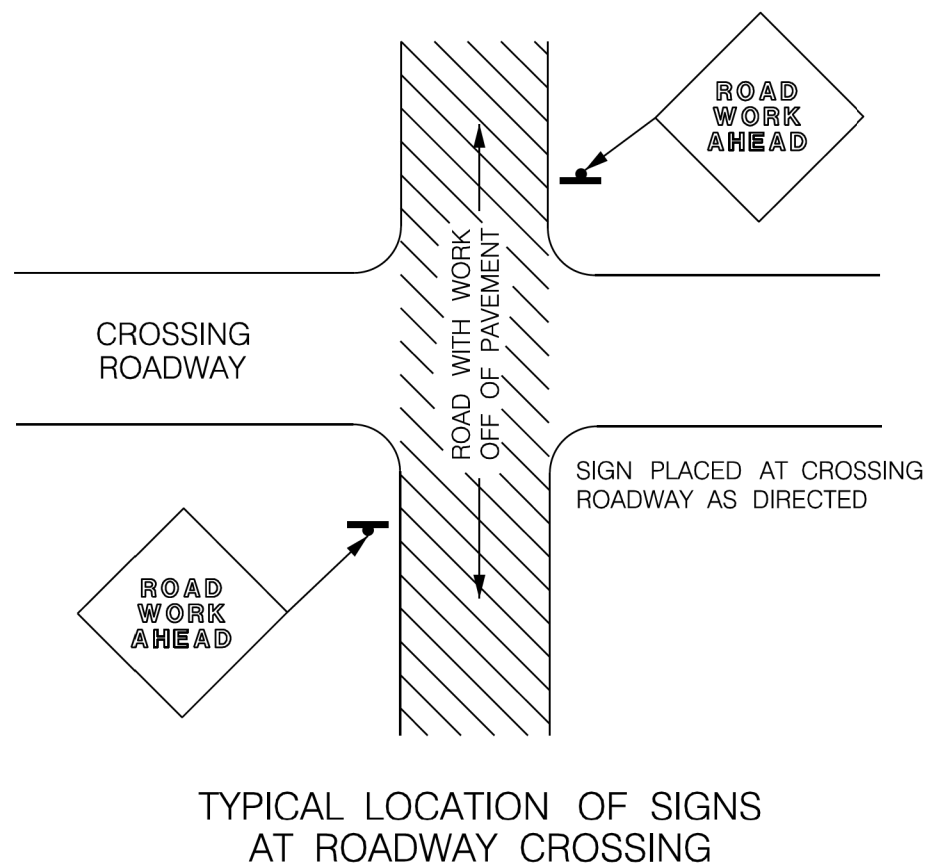 ROAD
WORK
AHEAD
ROAD WITH WORK
OFF OF PAVEMENT
CROSSING
ROADWAY
SIGN PLACED AT CROSSING
ROADWAY AS DIRECTED
ROAD
WORK
AHEAD
TYPICAL LOCATION OF SIGNS
AT ROADWAY CROSSING